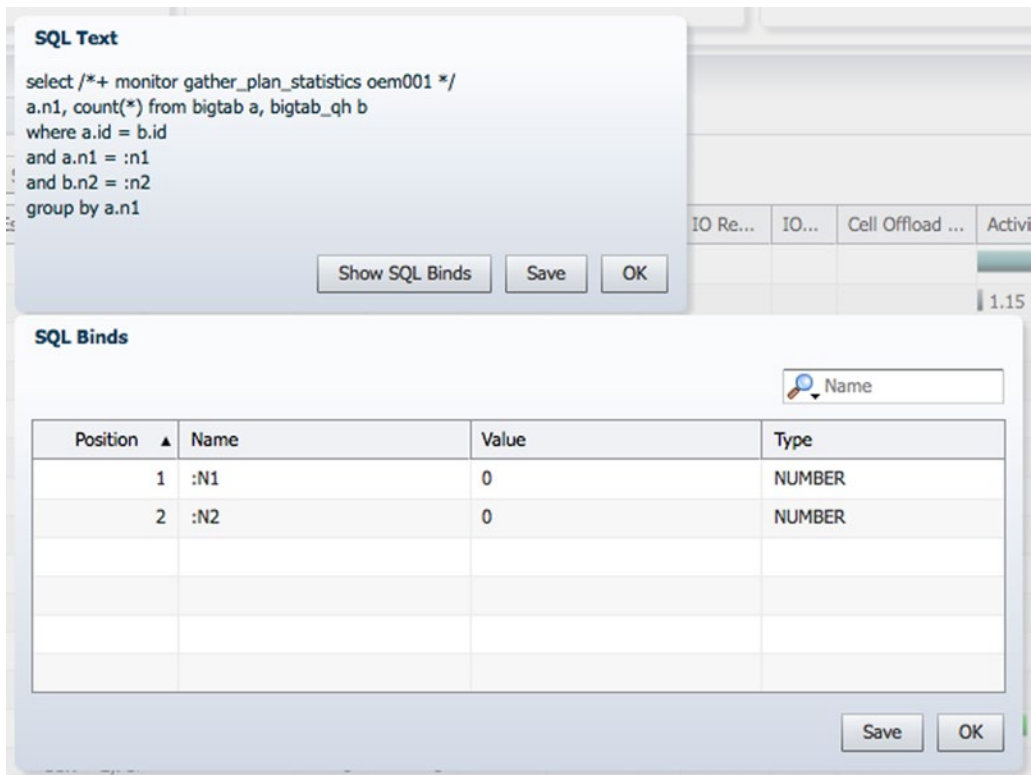 SQL Text
select /*+ monitor gather_plan_statistics oem001 */
a.n1, count(*) from bigtab a, bigtab_qh b
where a.id = b.id
and a.n1 = :n1
and b.n2 = :n2
group by a.n1
IO Re... IO... Cell Offload ... Activi
Show SQL Binds Save OK
1.15
SQL Binds
Name
Position Name Value Type
1 :N1 0 NUMBER
2 :N2 0 NUMBER
Save OK